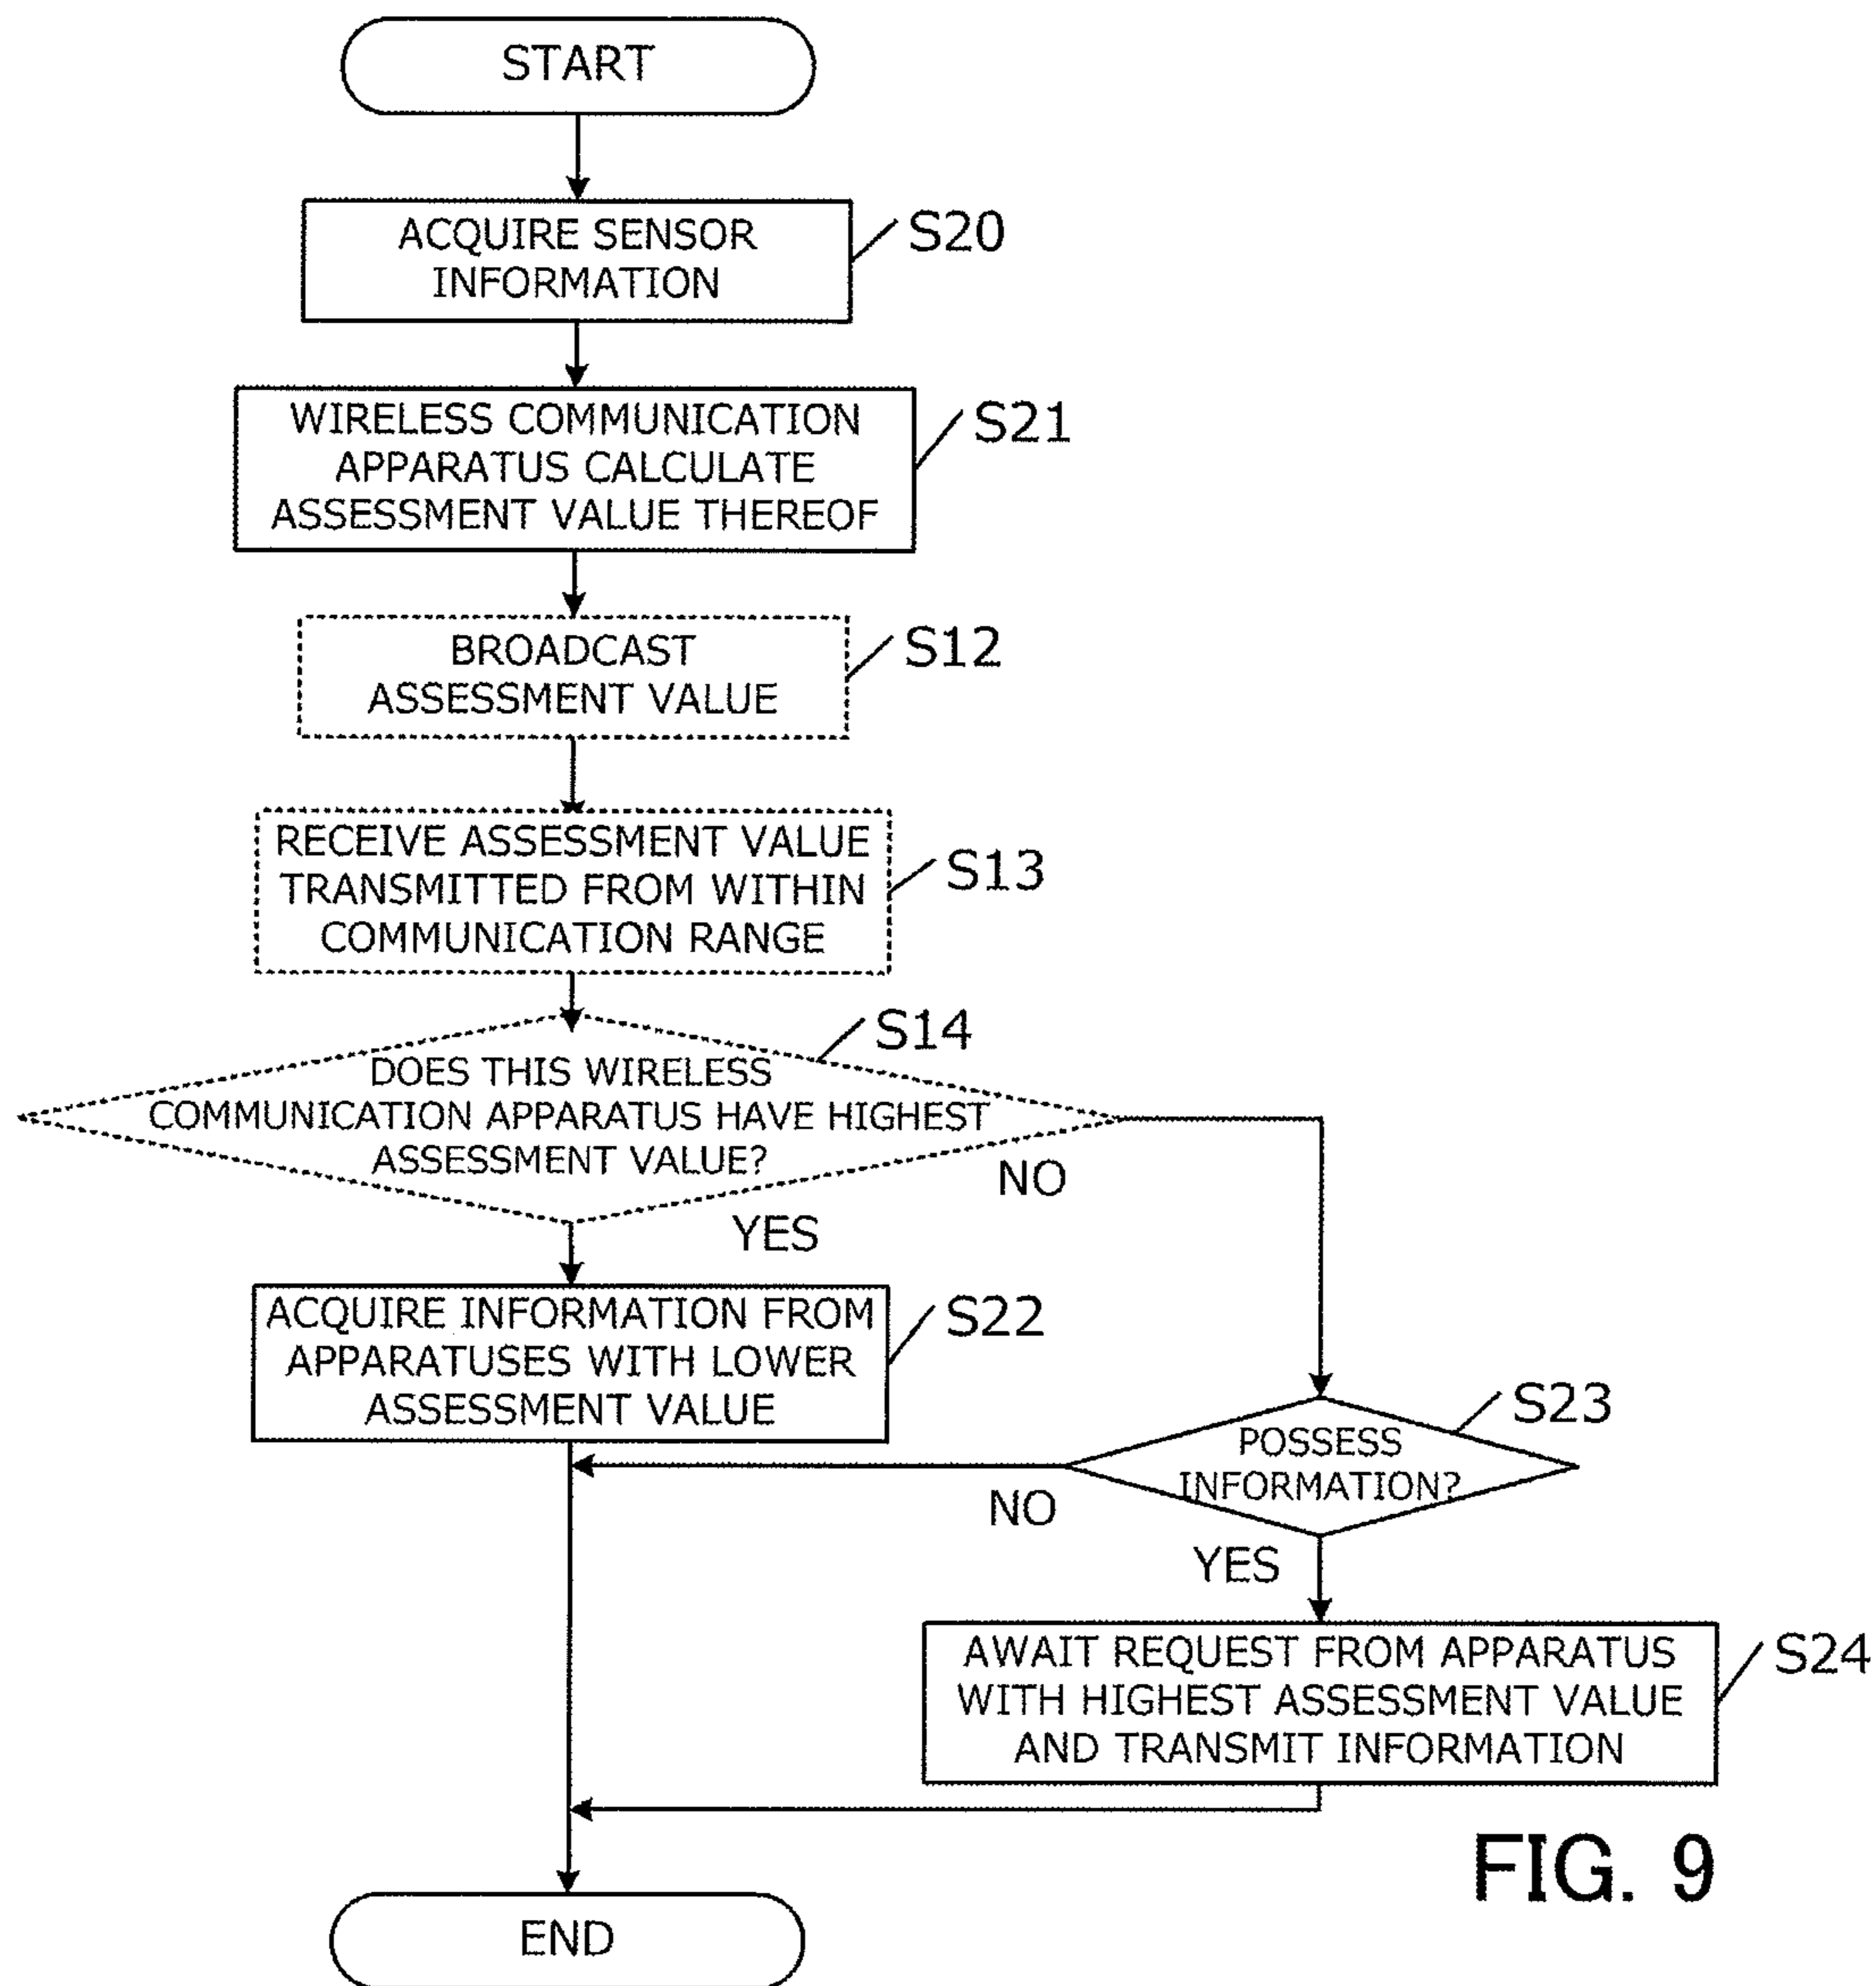 START
ACQUIRE SENSOR
INFORMATION
S20
WIRELESS COMMUNICATION
APPARATUS CALCULATE
ASSESSMENT VALUE THEREOF
S21
BROADCAST
ASSESSMENT VALUE
S12
RECEIVE ASSESSMENT VALUE
TRANSMITTED FROM WITHIN
COMMUNICATION RANGE
S13
S14
DOES THIS WIRELESS
COMMUNICATION APPARATUS HAVE HIGHEST
ASSESSMENT VALUE?
NO
YES
ACQUIRE INFORMATION FROM
APPARATUSES WITH LOWER
ASSESSMENT VALUE
S22
S23
POSSESS
INFORMATION?
NO
YES
AWAIT REQUEST FROM APPARATUS
WITH HIGHEST ASSESSMENT VALUE
AND TRANSMIT INFORMATION
S24
END
FIG. 9